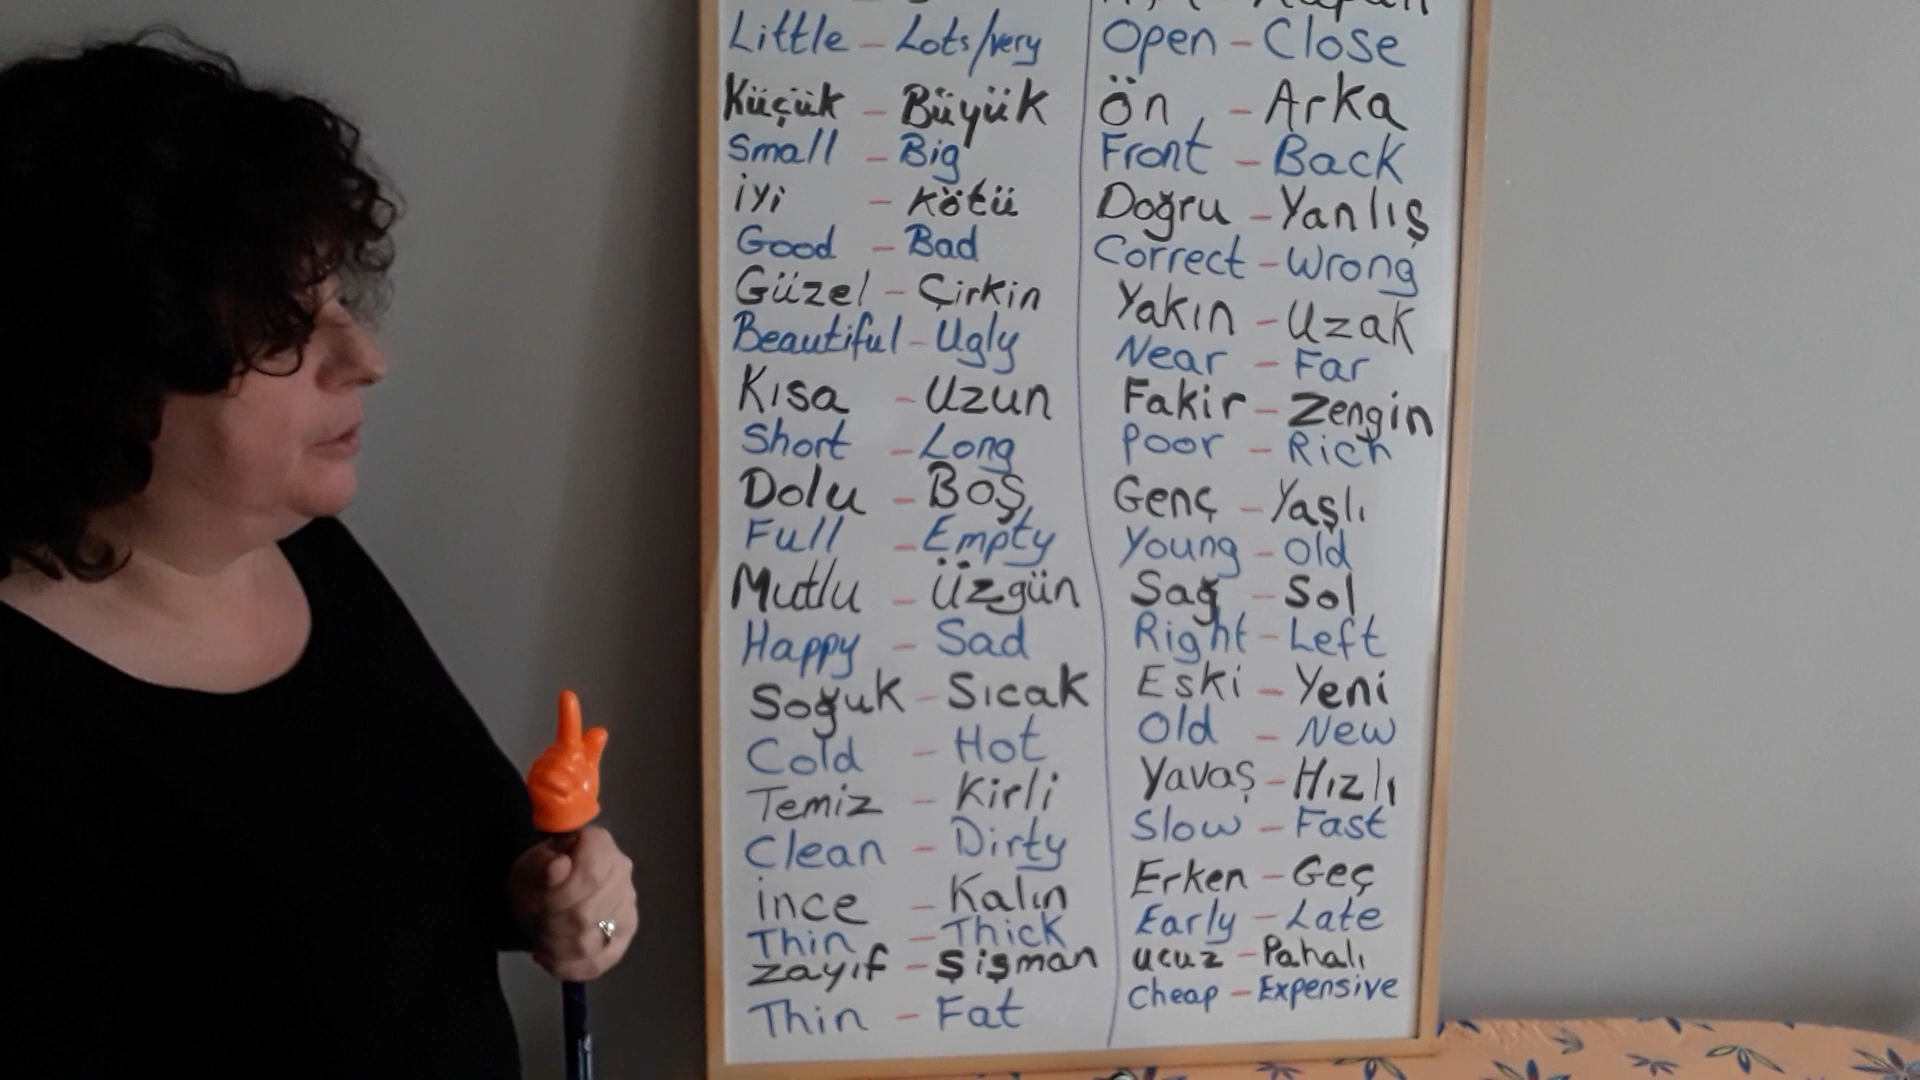 Little - Lots/very
Küçük - Büyük
Small - Big
İyi - Kötü
Good - Bad
Güzel - Çirkin
Beautiful - Ugly
Kısa - Uzun
Short - Long
Dolu - Boş
Full - Empty
Mutlu - Üzgün
Happy - Sad
Soğuk - Sıcak
Cold - Hot
Temiz - Kirli
Clean - Dirty
İnce - Kalın
Thin - Thick
Zayıf - Şişman
Thin - Fat
Open - Close
Ön - Arka
Front - Back
Doğru - Yanlış
Correct - Wrong
Yakın - Uzak
Near - Far
Fakir - Zengin
Poor - Rich
Genç - Yaşlı
Young - Old
Sağ - Sol
Right - Left
Eski - Yeni
Old - New
Yavaş - Hızlı
Slow - Fast
Erken - Geç
Early - Late
Ucuz - Pahalı
Cheap - Expensive